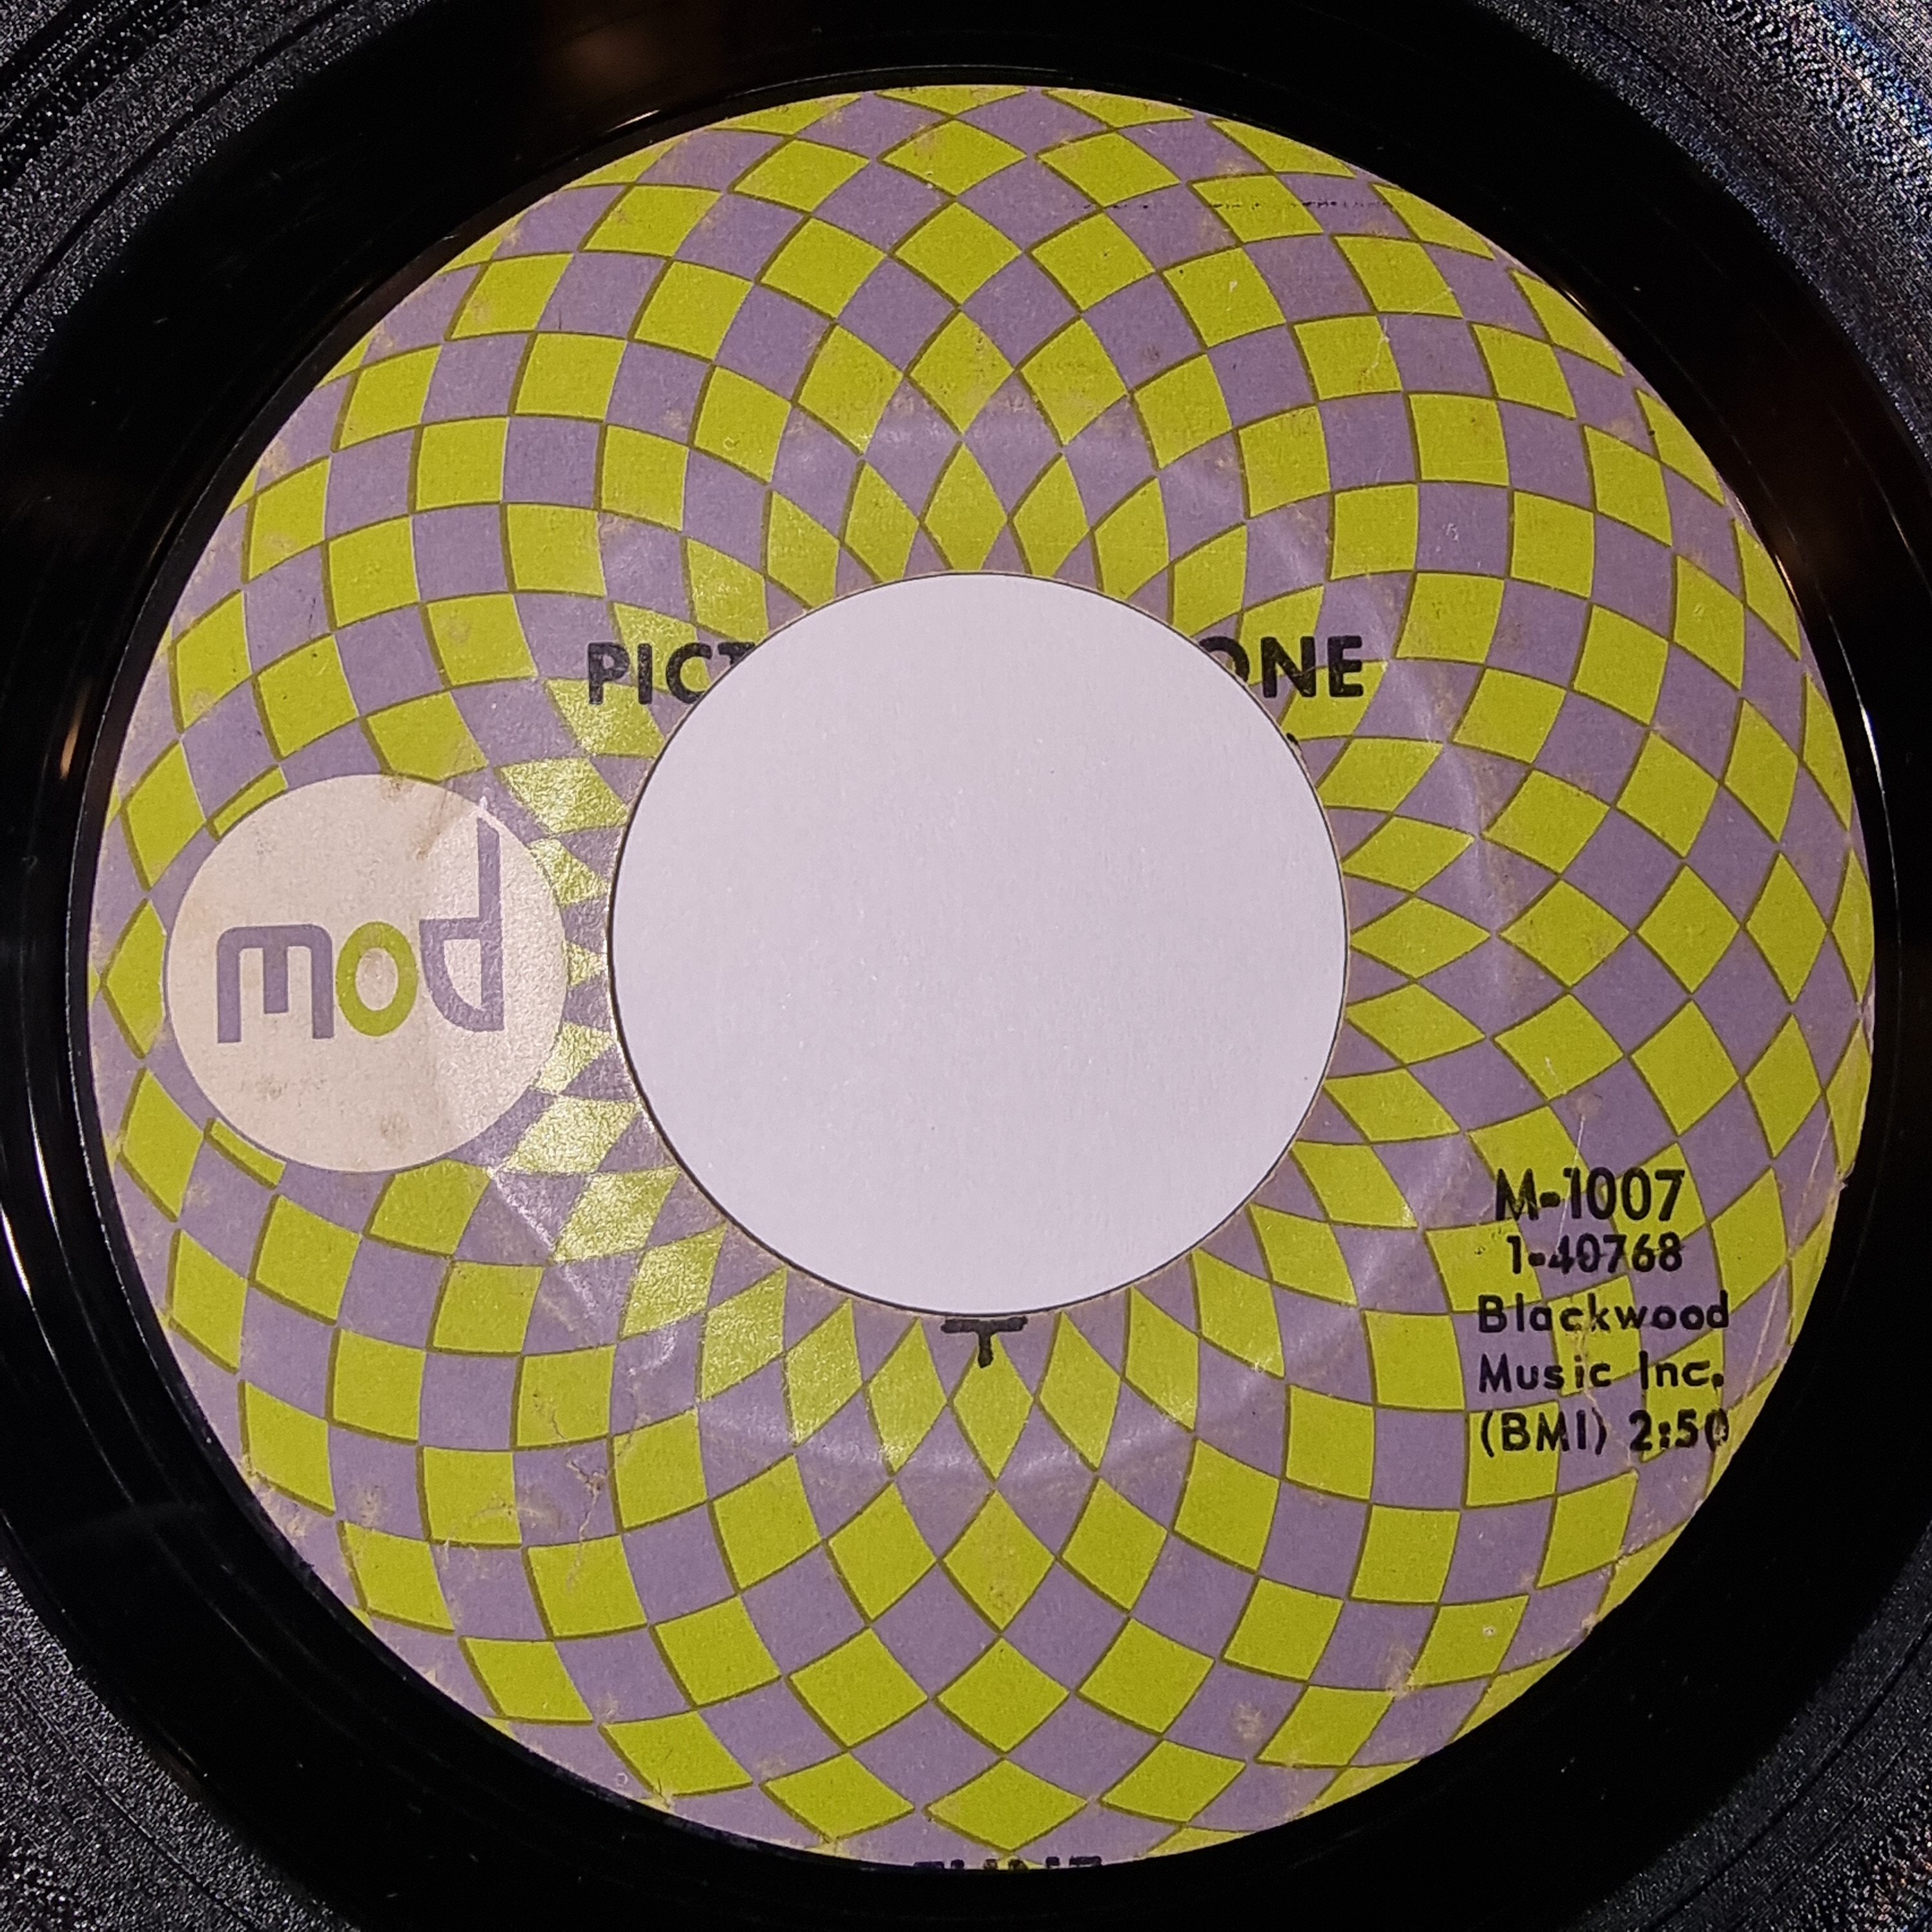 PICT ONE
mod
M-1007
1-40768
Blackwood
Music Inc.
(BMI) 2:50
T